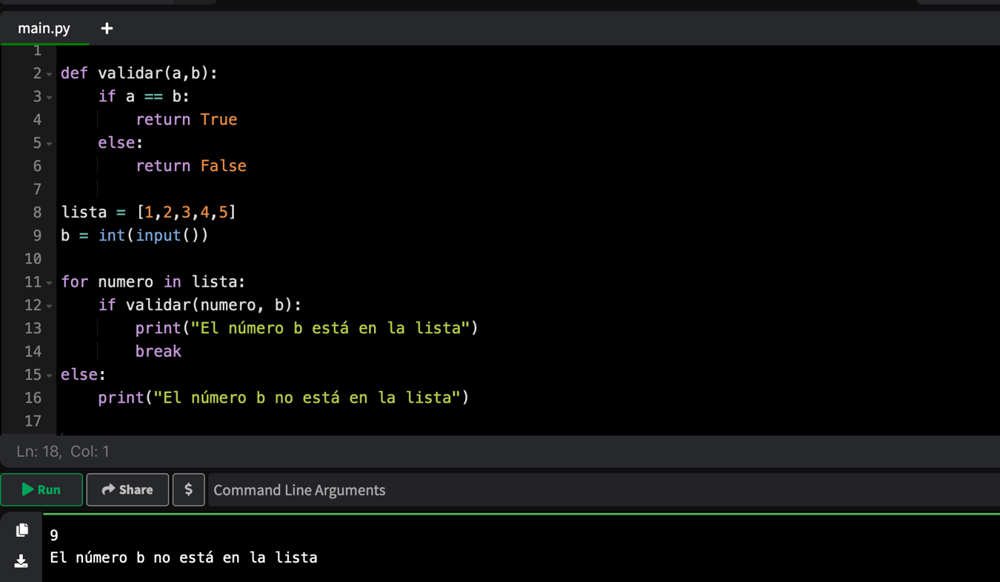 main.py +
1
2 def validar(a,b):
3     if a == b:
4         return True
5     else:
6         return False
7
8 lista = [1,2,3,4,5]
9 b = int(input())
10
11 for numero in lista:
12     if validar(numero, b):
13         print("El número b está en la lista")
14         break
15 else:
16     print("El número b no está en la lista")
17
Ln: 18, Col: 1
Run Share $ Command Line Arguments
9
El número b no está en la lista